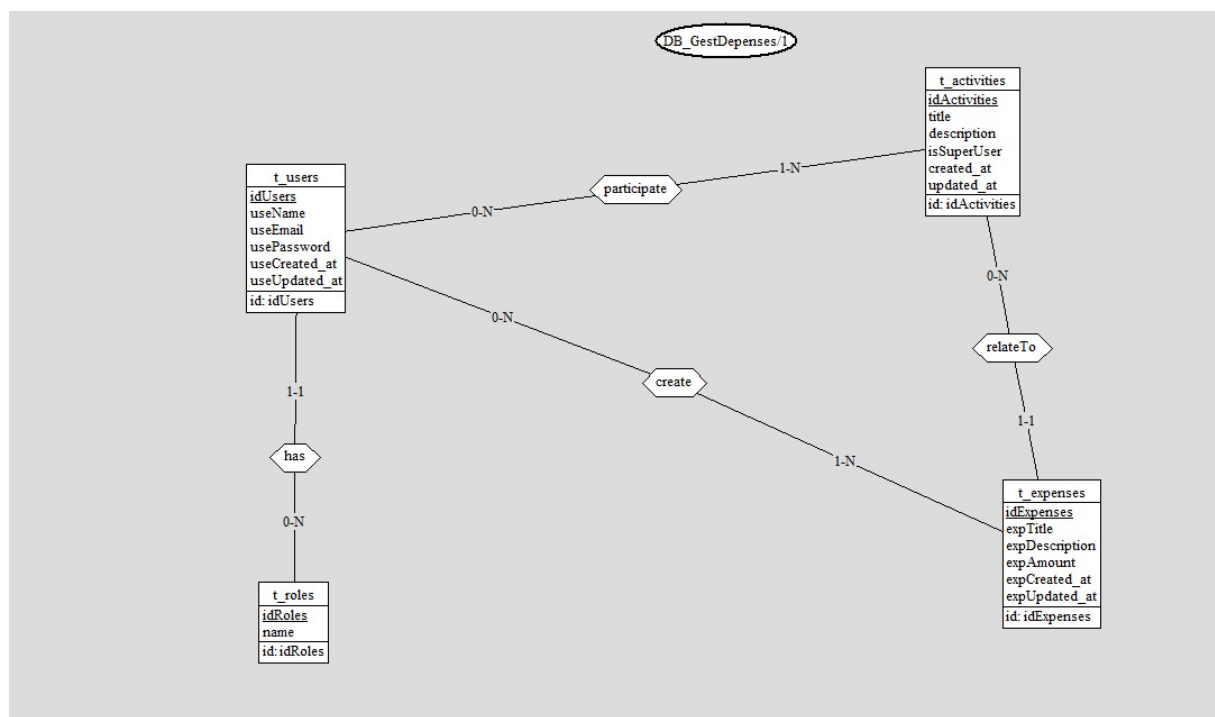 DB_GestDepenses/1
t_activities
idActivities
title
description
isSuperUser
created_at
updated_at
id: idActivities
t_users
idUsers
useName
useEmail
usePassword
useCreated_at
useUpdated_at
id: idUsers
participate
1-N
0-N
0-N
0-N
relateTo
create
1-1
1-1
has
1-N
0-N
t_expenses
idExpenses
expTitle
expDescription
expAmount
expCreated_at
expUpdated_at
id: idExpenses
t_roles
idRoles
name
id: idRoles